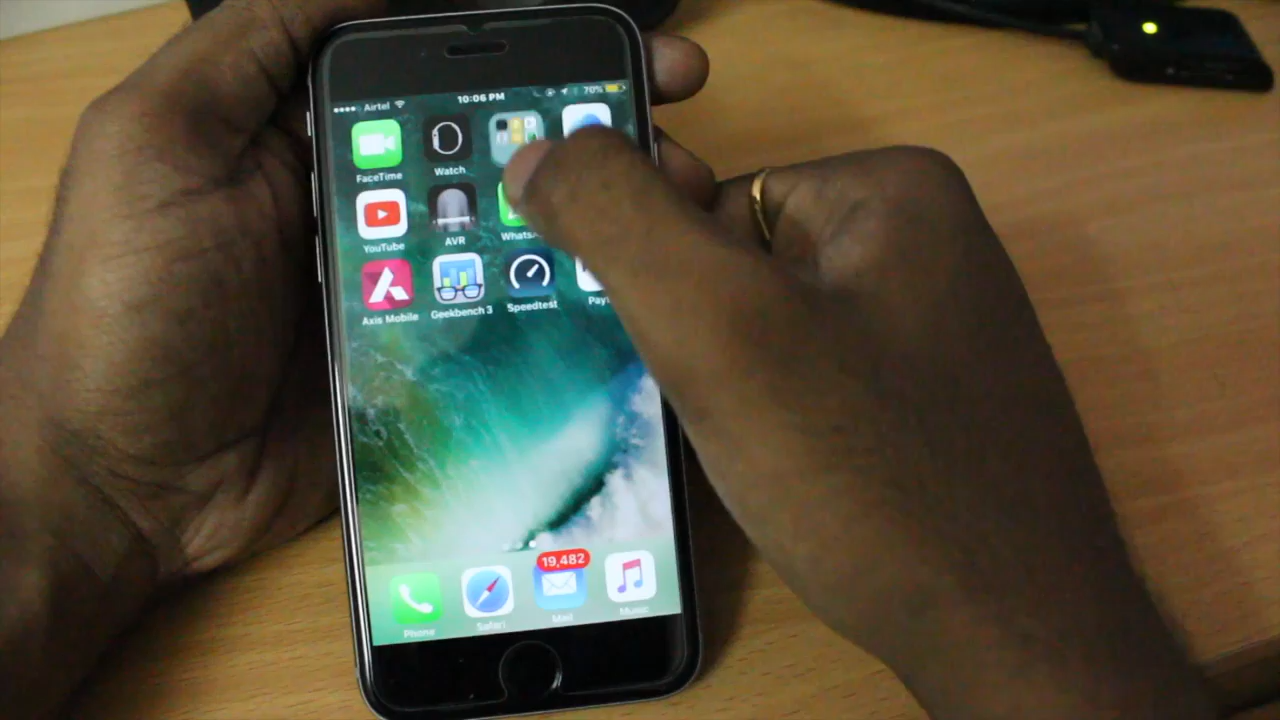 Airtel 10:06 PM 70%
FaceTime Watch
YouTube AVR
Axis Mobile Geekbench 3 Speedtest
19,482
Phone Safari Mail Music